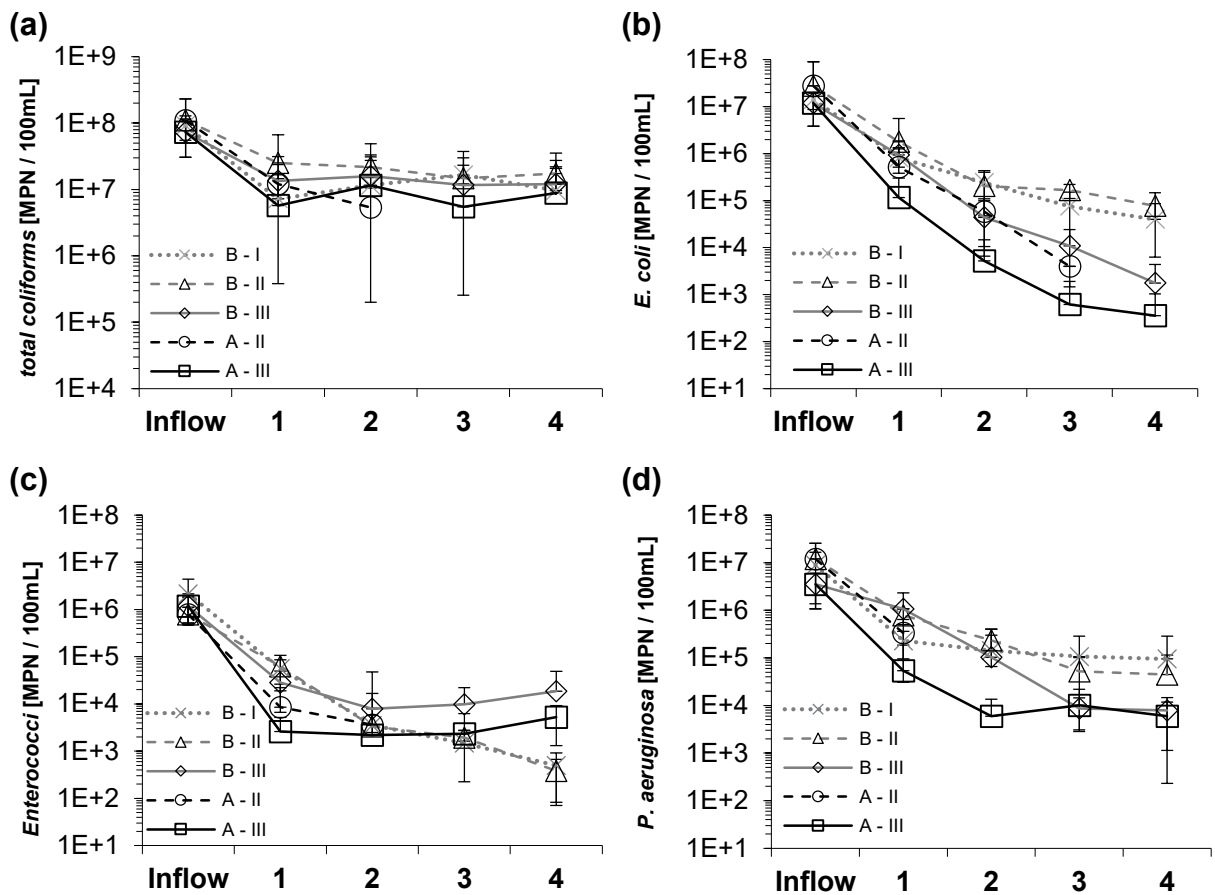 (a)
total coliforms [MPN / 100mL]
1E+9
1E+8
1E+7
1E+6
1E+5
1E+4
B - I
B - II
B - III
A - II
A - III
Inflow 1 2 3 4
(b)
E. coli [MPN / 100mL]
1E+8
1E+7
1E+6
1E+5
1E+4
1E+3
1E+2
1E+1
B - I
B - II
B - III
A - II
A - III
Inflow 1 2 3 4
(c)
Enterococci [MPN / 100mL]
1E+8
1E+7
1E+6
1E+5
1E+4
1E+3
1E+2
1E+1
B - I
B - II
B - III
A - II
A - III
Inflow 1 2 3 4
(d)
P. aeruginosa [MPN / 100mL]
1E+8
1E+7
1E+6
1E+5
1E+4
1E+3
1E+2
1E+1
B - I
B - II
B - III
A - II
A - III
Inflow 1 2 3 4